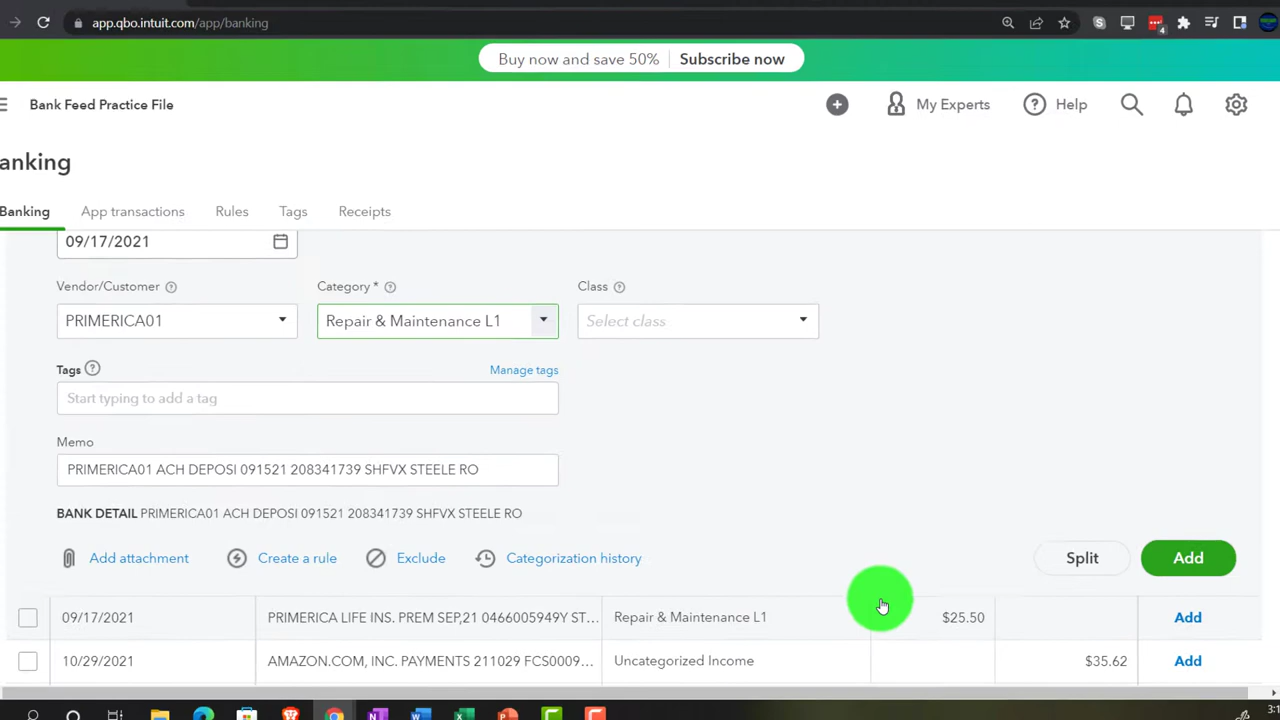 app.qbo.intuit.com/app/banking
4
Buy now and save 50% Subscribe now
Bank Feed Practice File
My Experts
Help
anking
Banking
App transactions
Rules
Tags
Receipts
09/17/2021
Vendor/Customer
Category *
Class
PRIMERICA01
Repair & Maintenance L1
Select class
Tags
Manage tags
Start typing to add a tag
Memo
PRIMERICA01 ACH DEPOSI 091521 208341739 SHFVX STEELE RO
BANK DETAIL PRIMERICA01 ACH DEPOSI 091521 208341739 SHFVX STEELE RO
Add attachment
Create a rule
Exclude
Categorization history
Split
Add
09/17/2021 PRIMERICA LIFE INS. PREM SEP,21 0466005949Y ST... Repair & Maintenance L1 $25.50 Add
10/29/2021 AMAZON.COM, INC. PAYMENTS 211029 FCS0009... Uncategorized Income $35.62 Add
3:1